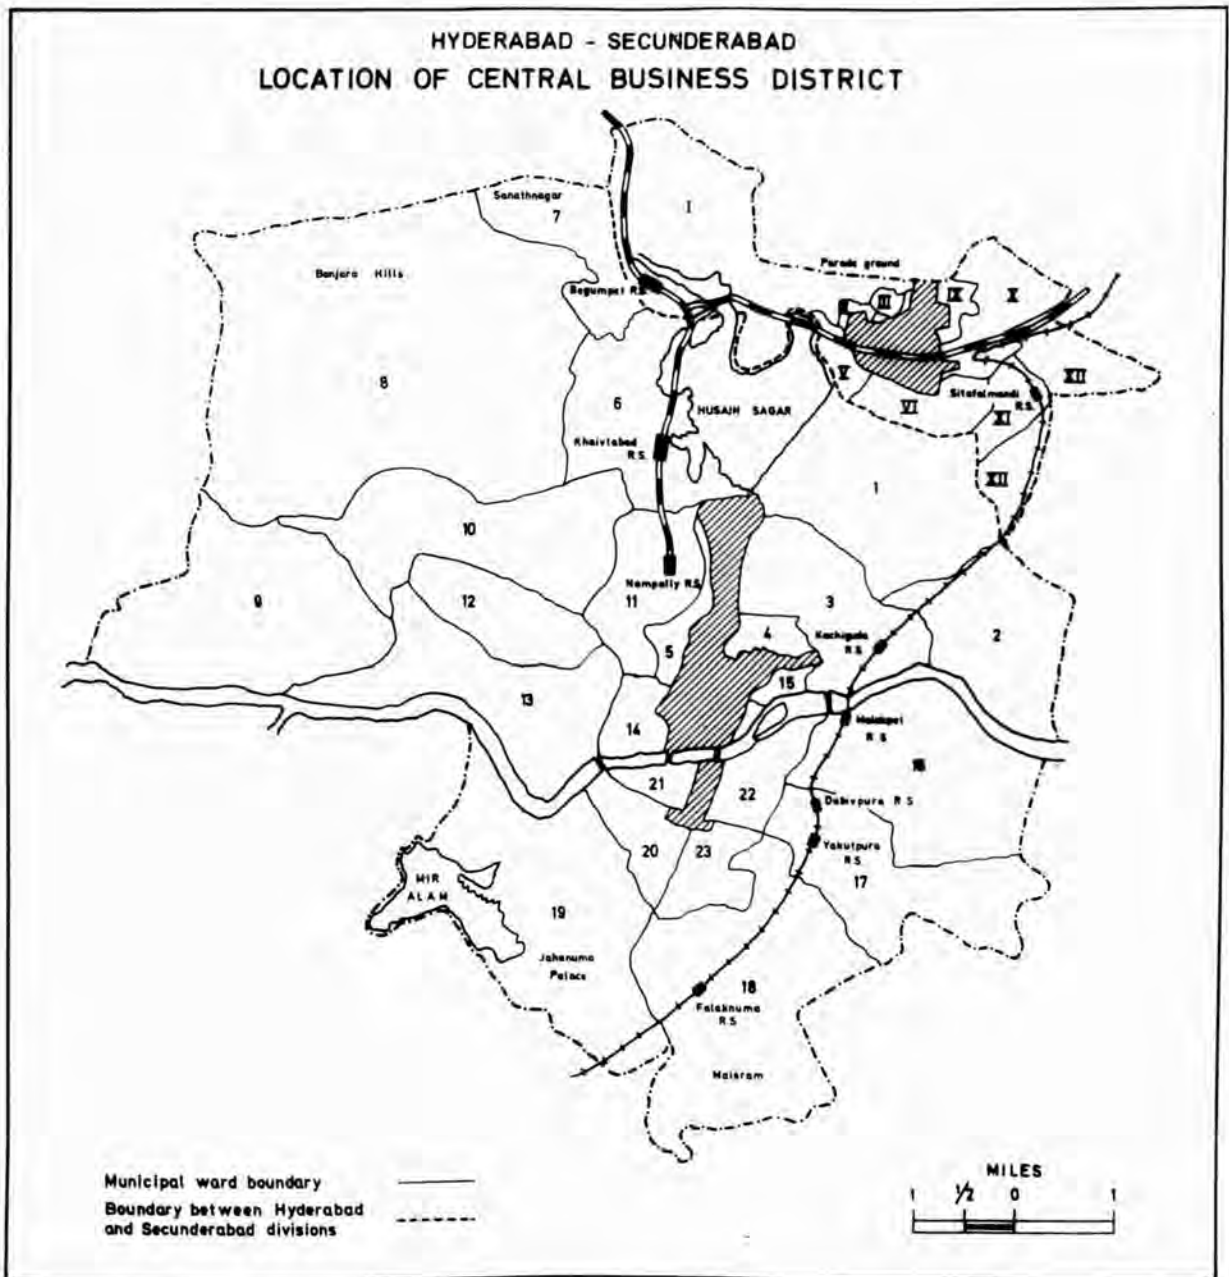 HYDERABAD - SECUNDERABAD
LOCATION OF CENTRAL BUSINESS DISTRICT
Sanathnagar
7
I
Banjara Hills
Parade ground
Begumpet R.S.
III
IX
X
8
6
HUSAIN SAGAR
V
VI
Sitafalmandi
R.S.
XII
XI
Khairtabad
R.S.
XII
1
10
Nampally R.S.
9
12
11
3
2
5
4
Kachiguda
R.S.
13
15
14
Malakpet
R S
16
21
22
Dabirpura R S
20
23
Yakutpura
R S
17
MIR
ALAM
19
Jahanuma
Palace
18
Falaknuma
R S
Maisram
Municipal ward boundary
Boundary between Hyderabad
and Secunderabad divisions
MILES
1 1/2 0 1